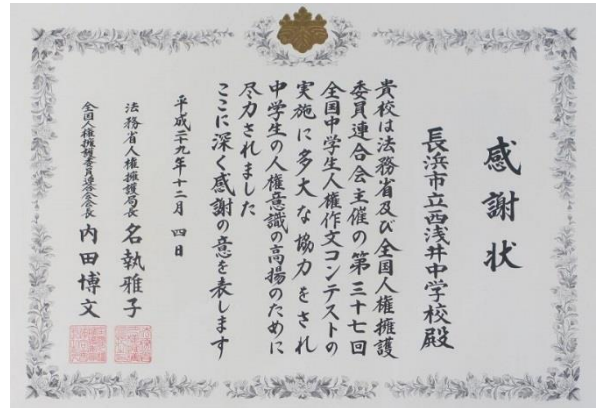 感謝状
長浜市立西浅井中学校殿
貴校は法務省及び全国人権擁護
委員連合会主催の第三十七回
全国中学生人権作文コンテストの
実施に多大な協力をされ
中学生の人権意識の高揚のために
尽力されました
ここに深く感謝の意を表します
平成二十九年十二月四日
法務省人権擁護局長 名執雅子
全国人権擁護委員連合会長 内田博文